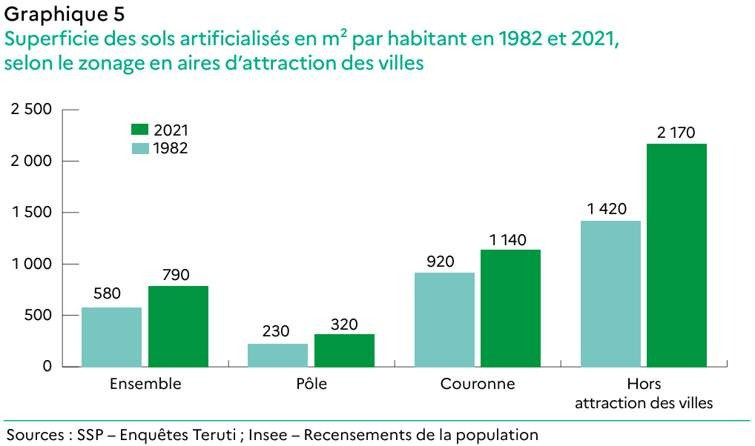 Graphique 5
Superficie des sols artificialisés en m² par habitant en 1982 et 2021,
selon le zonage en aires d'attraction des villes
2 500
2021
1982
2 000
1 500
1 000
500
0
580
790
230
320
920
1 140
1 420
2 170
Ensemble
Pôle
Couronne
Hors
attraction des villes
Sources : SSP – Enquêtes Teruti ; Insee – Recensements de la population